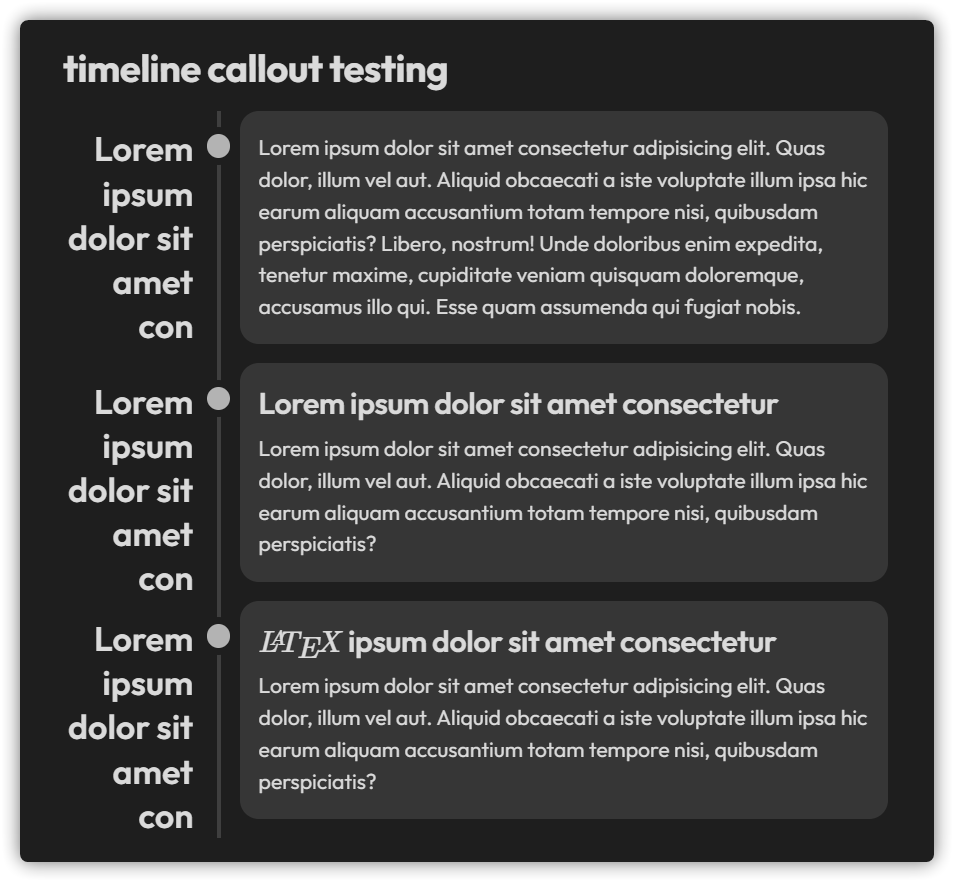 timeline callout testing
Lorem
ipsum
dolor sit
amet
con
Lorem ipsum dolor sit amet consectetur adipisicing elit. Quas
dolor, illum vel aut. Aliquid obcaecati a iste voluptate illum ipsa hic
earum aliquam accusantium totam tempore nisi, quibusdam
perspiciatis? Libero, nostrum! Unde doloribus enim expedita,
tenetur maxime, cupiditate veniam quisquam doloremque,
accusamus illo qui. Esse quam assumenda qui fugiat nobis.
Lorem
ipsum
dolor sit
amet
con
Lorem ipsum dolor sit amet consectetur
Lorem ipsum dolor sit amet consectetur adipisicing elit. Quas
dolor, illum vel aut. Aliquid obcaecati a iste voluptate illum ipsa hic
earum aliquam accusantium totam tempore nisi, quibusdam
perspiciatis?
Lorem
ipsum
dolor sit
amet
con
LATEX ipsum dolor sit amet consectetur
Lorem ipsum dolor sit amet consectetur adipisicing elit. Quas
dolor, illum vel aut. Aliquid obcaecati a iste voluptate illum ipsa hic
earum aliquam accusantium totam tempore nisi, quibusdam
perspiciatis?